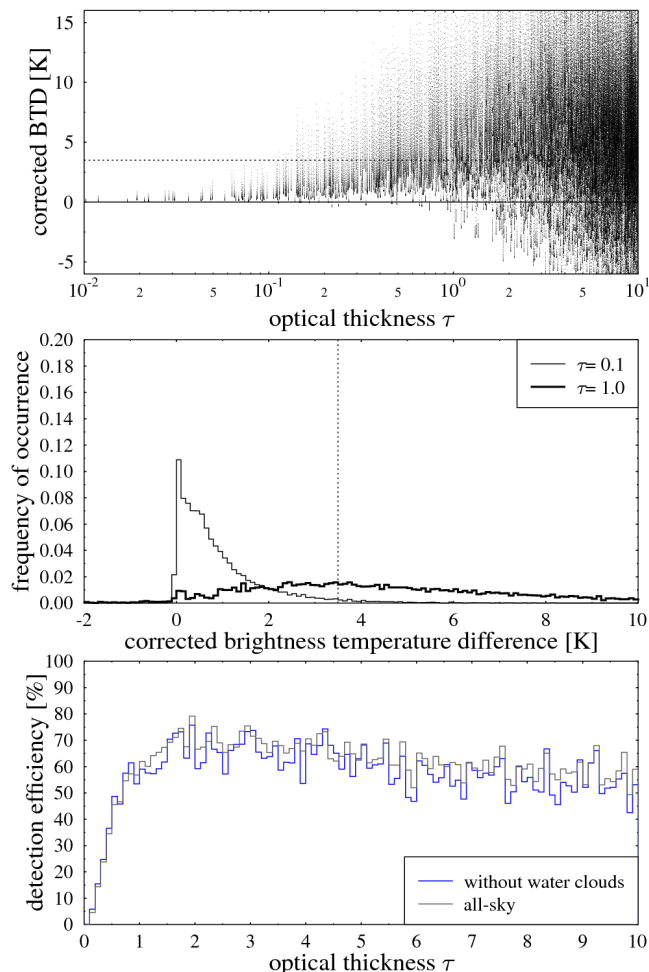 15
10
5
0
-5
corrected BTD [K]
10-2 2 5 10-1 2 5 100 2 5 101
optical thickness τ
0.20
0.18
0.16
0.14
0.12
0.10
0.08
0.06
0.04
0.02
0.00
frequency of occurrence
τ= 0.1
τ= 1.0
-2 0 2 4 6 8 10
corrected brightness temperature difference [K]
100
90
80
70
60
50
40
30
20
10
0
detection efficiency [%]
without water clouds
all-sky
0 1 2 3 4 5 6 7 8 9 10
optical thickness τ